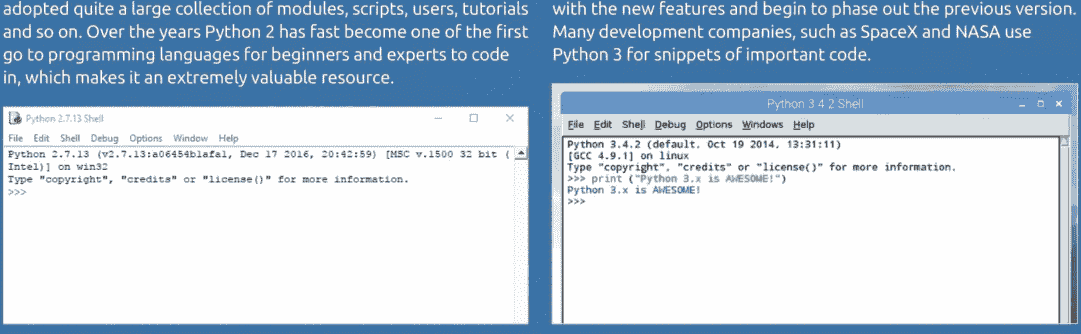 adopted quite a large collection of modules, scripts, users, tutorials
and so on. Over the years Python 2 has fast become one of the first
go to programming languages for beginners and experts to code
in, which makes it an extremely valuable resource.
Python 2.7.13 Shell
File Edit Shell Debug Options Window Help
Python 2.7.13 (v2.7.13:a06454b1afa1, Dec 17 2016, 20:42:59) [MSC v.1500 32 bit (
Intel)] on win32
Type "copyright", "credits" or "license()" for more information.
>>>
with the new features and begin to phase out the previous version.
Many development companies, such as SpaceX and NASA use
Python 3 for snippets of important code.
Python 3.4.2 Shell
File Edit Shell Debug Options Windows Help
Python 3.4.2 (default, Oct 19 2014, 13:31:11)
[GCC 4.9.1] on linux
Type "copyright", "credits" or "license()" for more information.
>>> print ("Python 3.x is AWESOME!")
Python 3.x is AWESOME!
>>>